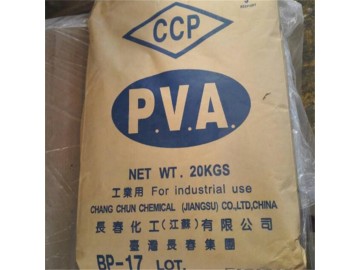 CCP
P.V.A.
NET WT. 20KGS
工業用 For industrial use
CHANG CHUN CHEMICAL (JIANGSU) CO.,LTD,CHINA
長春化工(江蘇)有限公司
臺灣長春集團
BP-17 LOT.